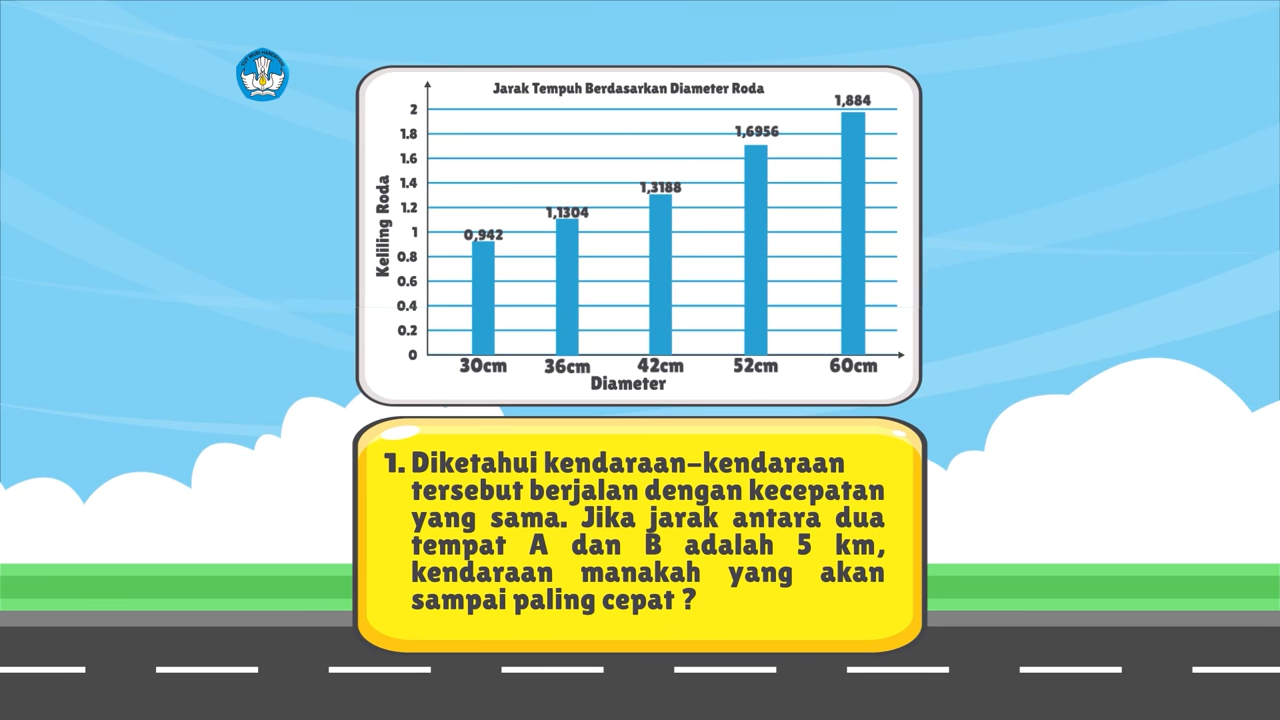 Jarak Tempuh Berdasarkan Diameter Roda
Keliling Roda
2
1.8
1.6
1.4
1.2
1
0.8
0.6
0.4
0.2
0
0,942
1,1304
1,3188
1,6956
1,884
30cm 36cm 42cm 52cm 60cm
Diameter
1. Diketahui kendaraan-kendaraan
tersebut berjalan dengan kecepatan
yang sama. Jika jarak antara dua
tempat A dan B adalah 5 km,
kendaraan manakah yang akan
sampai paling cepat ?